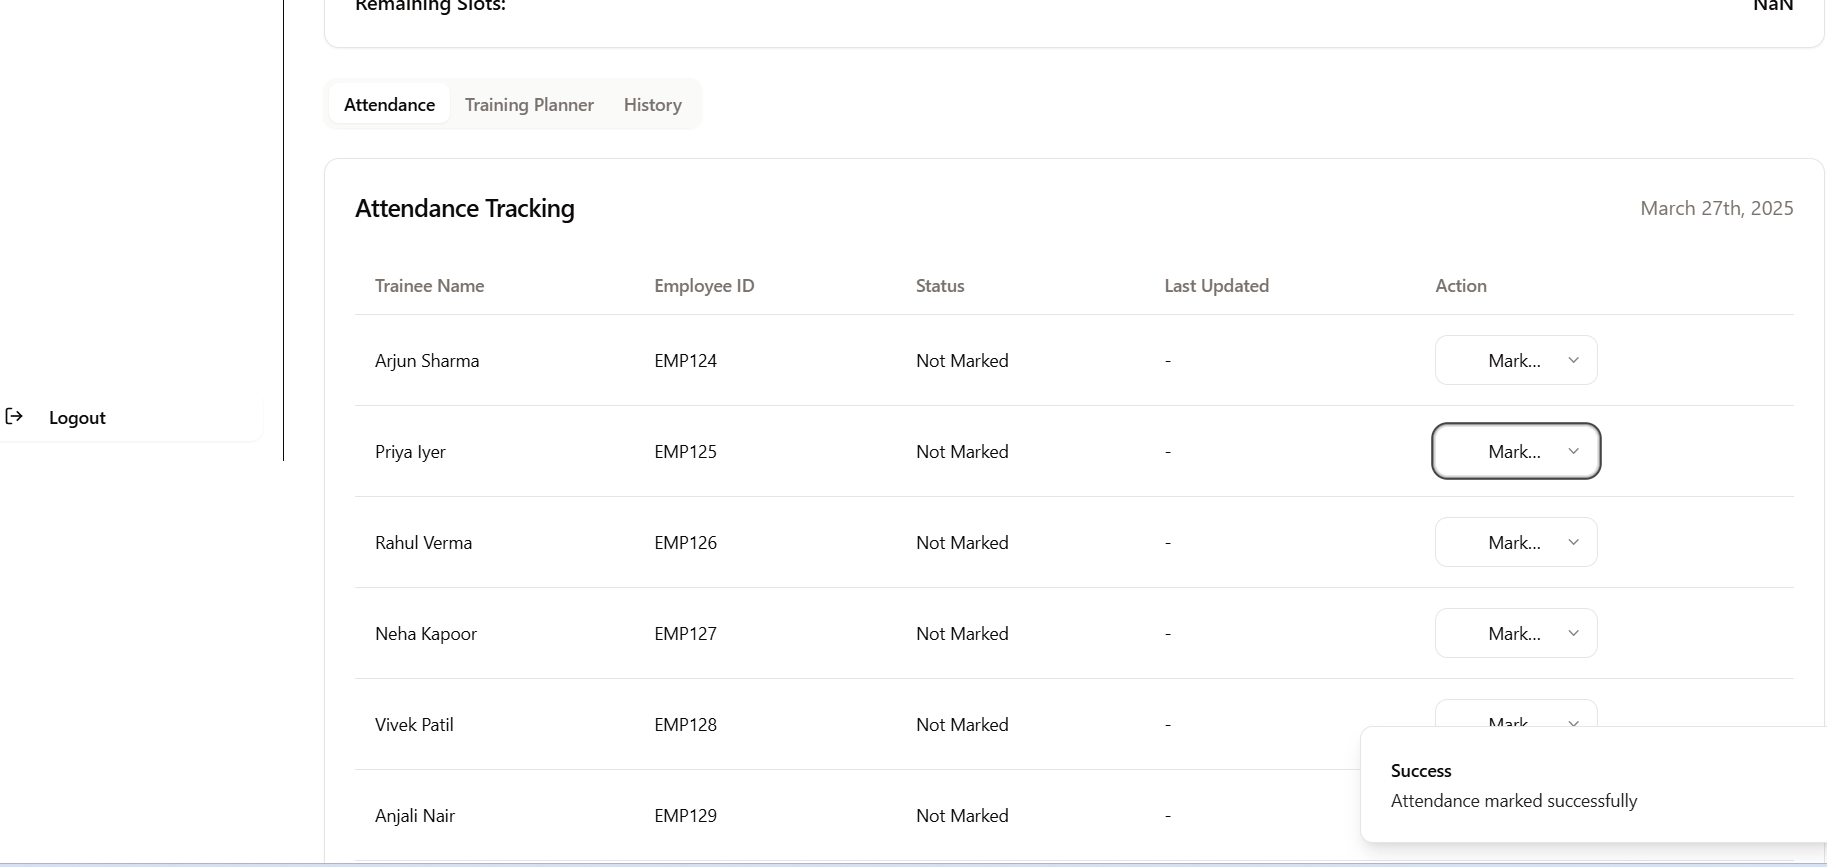 Remaining Slots: NaN
Attendance Training Planner History
Attendance Tracking March 27th, 2025
Trainee Name Employee ID Status Last Updated Action
Arjun Sharma EMP124 Not Marked - Mark...
Priya Iyer EMP125 Not Marked - Mark...
Logout
Rahul Verma EMP126 Not Marked - Mark...
Neha Kapoor EMP127 Not Marked - Mark...
Vivek Patil EMP128 Not Marked - Mark
Anjali Nair EMP129 Not Marked -
Success
Attendance marked successfully